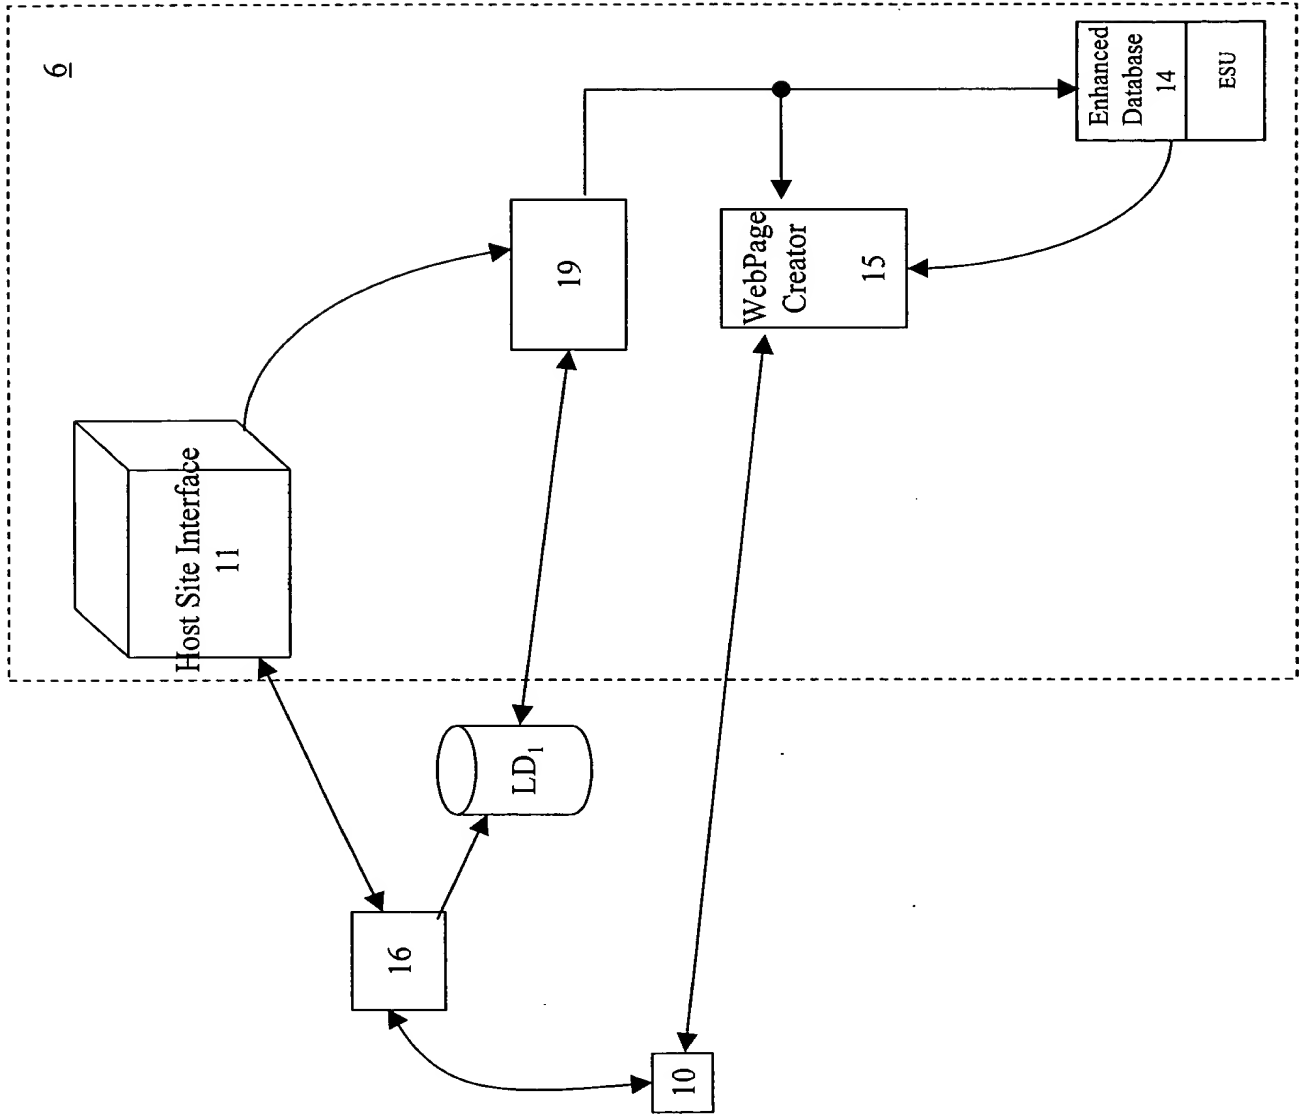 6
Host Site Interface
11
19
Enhanced
Database
14
ESU
WebPage
Creator
15
LD₁
16
10